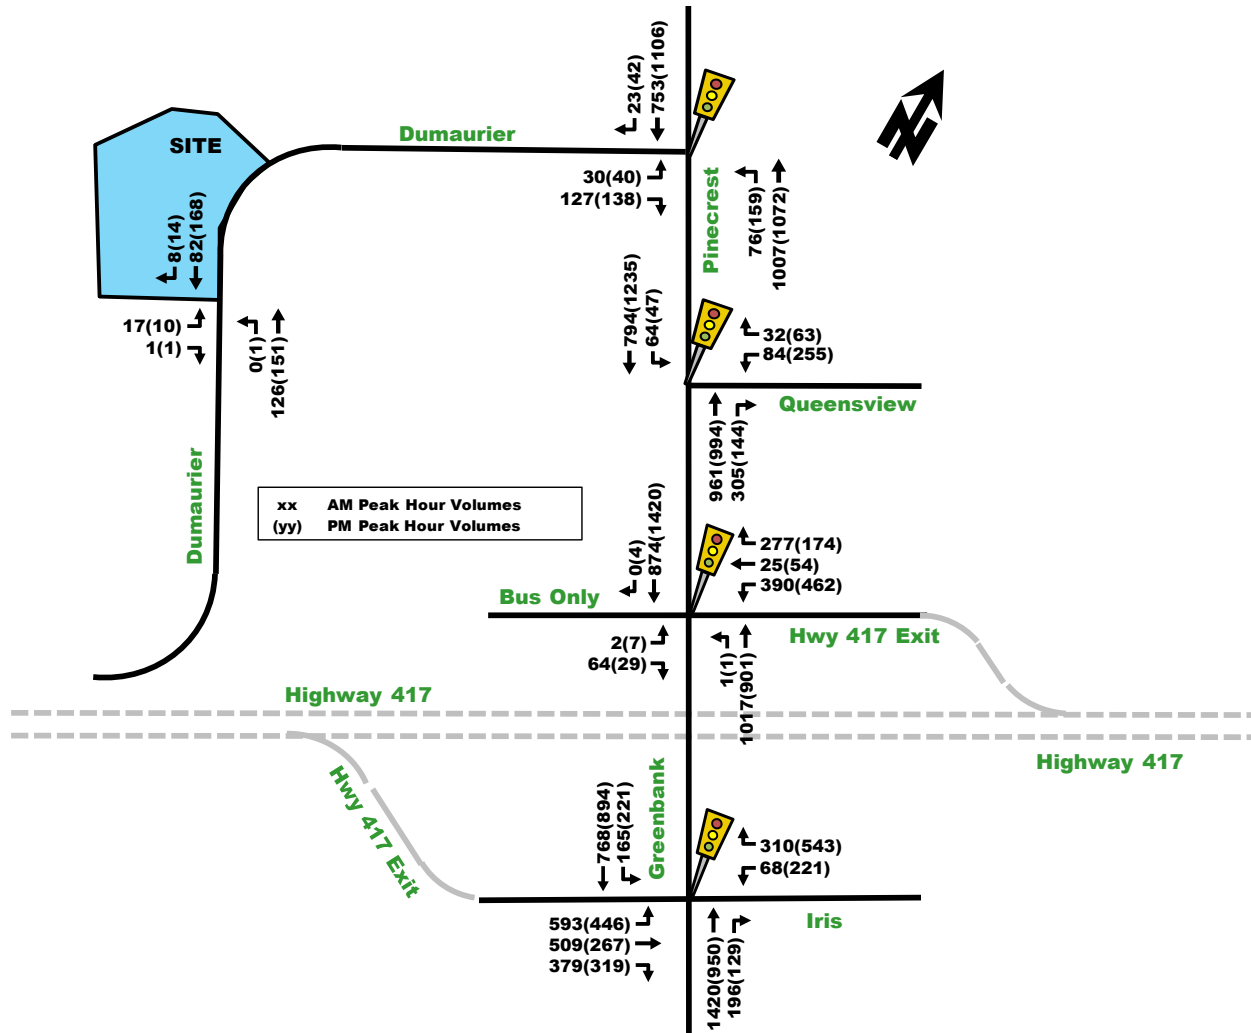 23(42)
753(1106)
Dumaurier
SITE
30(40)
127(138)
Pinecrest
76(159)
1007(1072)
8(14)
82(168)
17(10)
1(1)
0(1)
126(151)
794(1235)
64(47)
32(63)
84(255)
Queensview
961(994)
305(144)
Dumaurier
xx AM Peak Hour Volumes
(yy) PM Peak Hour Volumes
0(4)
874(1420)
277(174)
25(54)
390(462)
Bus Only
Hwy 417 Exit
2(7)
64(29)
1(1)
1017(901)
Highway 417
Highway 417
Hwy 417 Exit
768(894)
165(221)
Greenbank
310(543)
68(221)
Iris
593(446)
509(267)
379(319)
1420(950)
196(129)